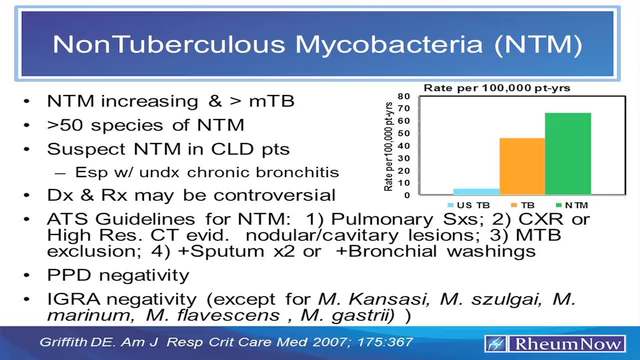 NonTuberculous Mycobacteria (NTM)
• NTM increasing & > mTB
• >50 species of NTM
• Suspect NTM in CLD pts
– Esp w/ undx chronic bronchitis
• Dx & Rx may be controversial
• ATS Guidelines for NTM: 1) Pulmonary Sxs; 2) CXR or
High Res. CT evid. nodular/cavitary lesions; 3) MTB
exclusion; 4) +Sputum x2 or +Bronchial washings
• PPD negativity
• IGRA negativity (except for M. Kansasi, M. szulgai, M.
marinum, M. flavescens , M. gastrii) )
Rate per 100,000 pt-yrs
Rate per 100,000 pt-yrs
80
70
60
50
40
30
20
10
0
US TB TB NTM
Griffith DE. Am J Resp Crit Care Med 2007; 175:367
RheumNow